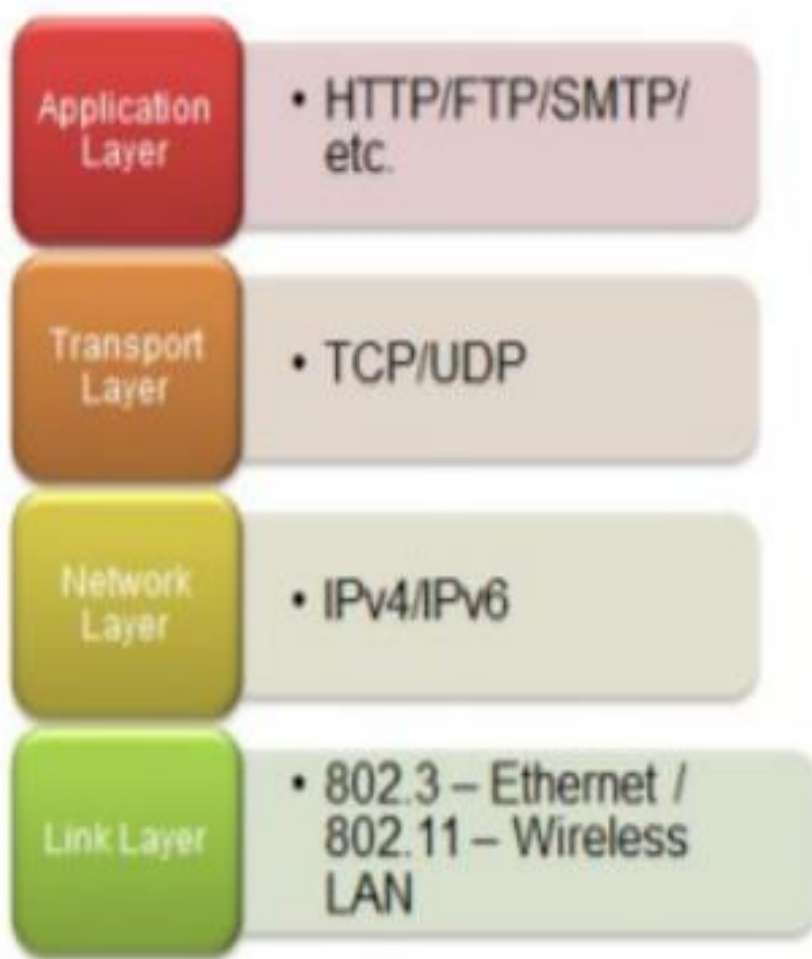 Application
Layer
• HTTP/FTP/SMTP/
etc.
Transport
Layer
• TCP/UDP
Network
Layer
• IPv4/IPv6
Link Layer
• 802.3 – Ethernet /
802.11 – Wireless
LAN